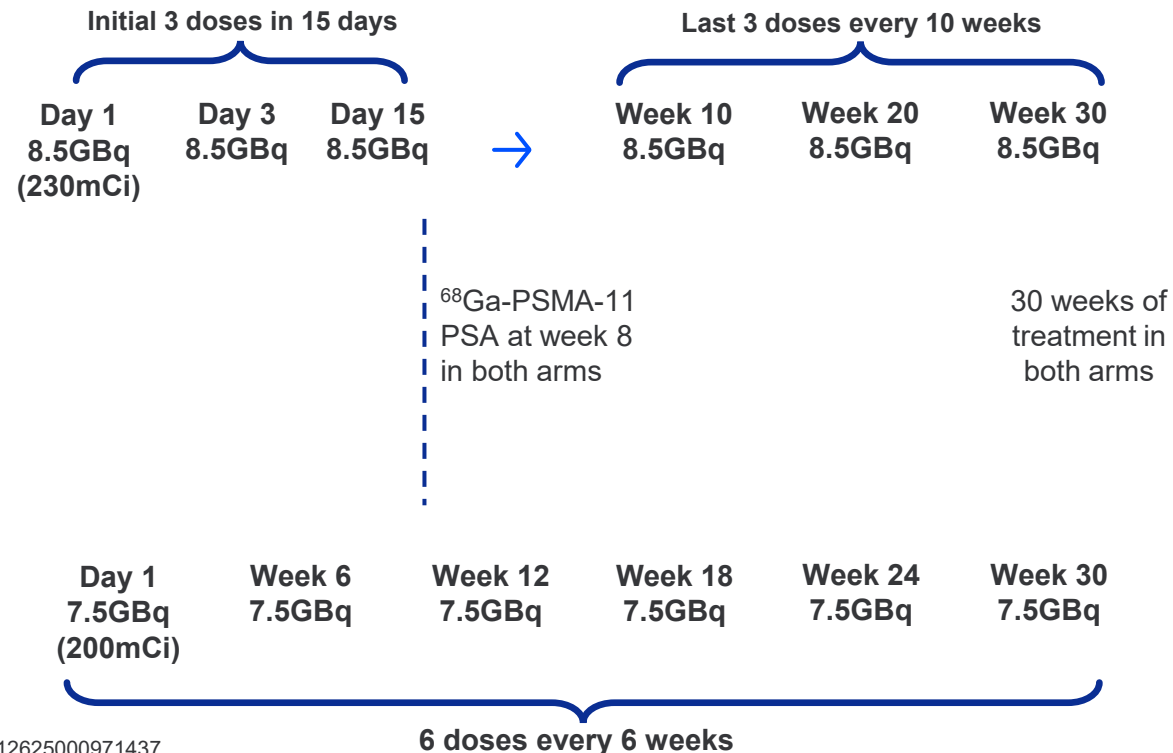 Initial 3 doses in 15 days
Last 3 doses every 10 weeks
Day 1
8.5GBq
(230mCi)
Day 3
8.5GBq
Day 15
8.5GBq
→
Week 10
8.5GBq
Week 20
8.5GBq
Week 30
8.5GBq
⁶⁸Ga-PSMA-11
PSA at week 8
in both arms
30 weeks of
treatment in
both arms
Day 1
7.5GBq
(200mCi)
Week 6
7.5GBq
Week 12
7.5GBq
Week 18
7.5GBq
Week 24
7.5GBq
Week 30
7.5GBq
6 doses every 6 weeks
12625000971437